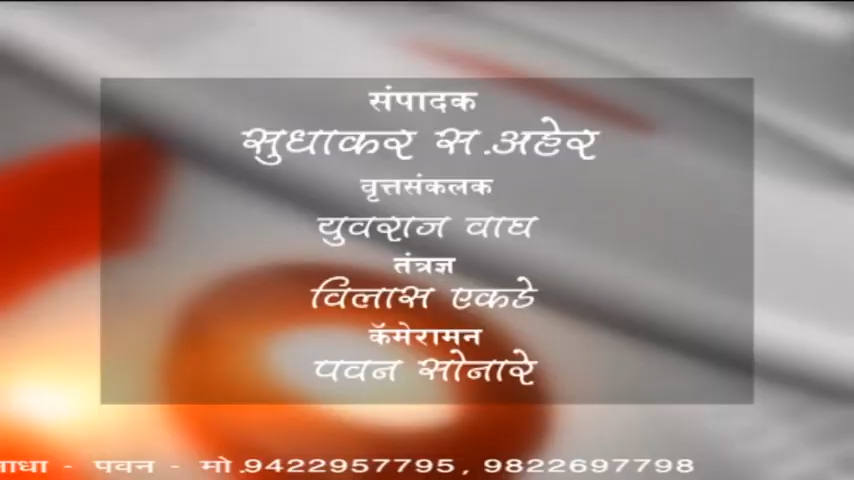 संपादक
सुधाकर स.अहेर
वृत्तसंकलक
युवराज वाघ
तंत्रज्ञ
विलास एकडे
कॅमेरामन
पवन सोनारे
- पवन - मो.9422957795, 9822697798